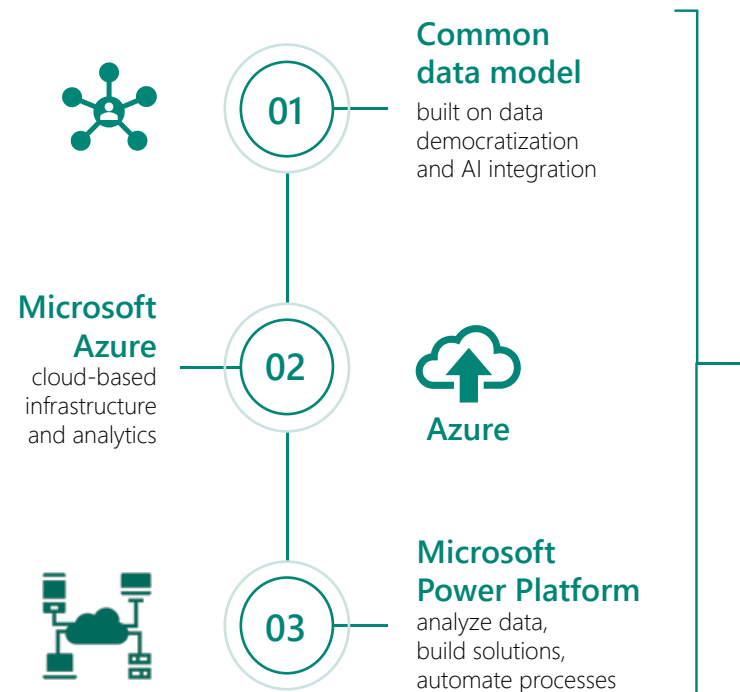 01
Common
data model
built on data
democratization
and AI integration
Microsoft
Azure
cloud-based
infrastructure
and analytics
02
Azure
03
Microsoft
Power Platform
analyze data,
build solutions,
automate processes